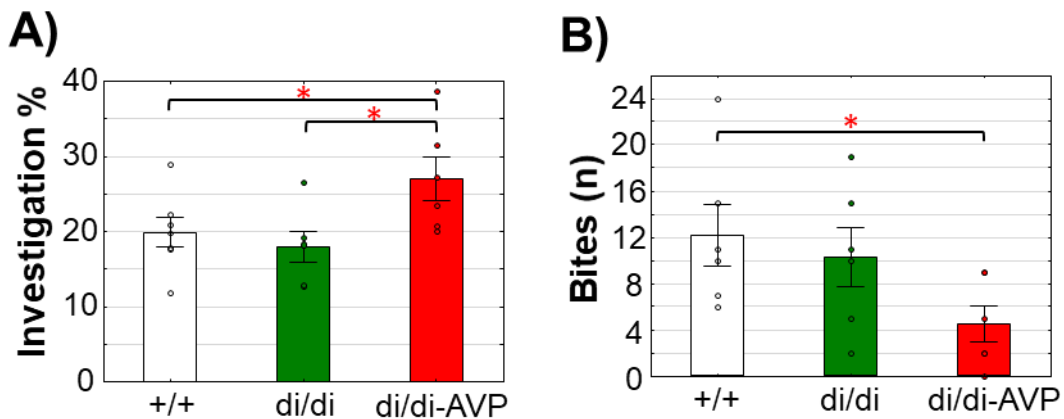 A)
Investigation %
40
30
20
10
0
*
*
+/+ di/di di/di-AVP
B)
Bites (n)
24
20
16
12
8
4
0
*
+/+ di/di di/di-AVP